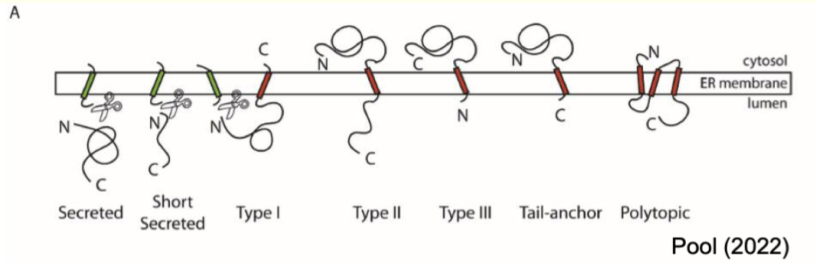 A
C
N
C
N
N
cytosol
ER membrane
lumen
N
N
N
N
C
C
C
C
C
Secreted
Short
Secreted
Type I
Type II
Type III
Tail-anchor
Polytopic
Pool (2022)